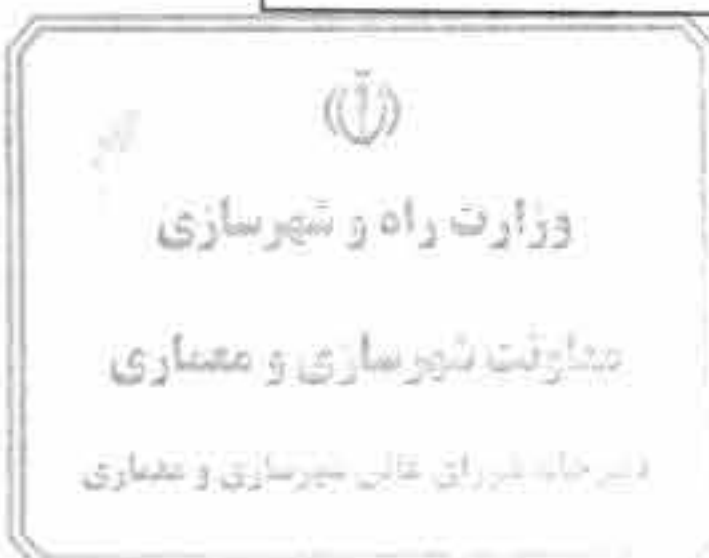 وزارت راه و شهرسازی
معاونت شهرسازی و معماری
دبیرخانه شورای عالی شهرسازی و معماری